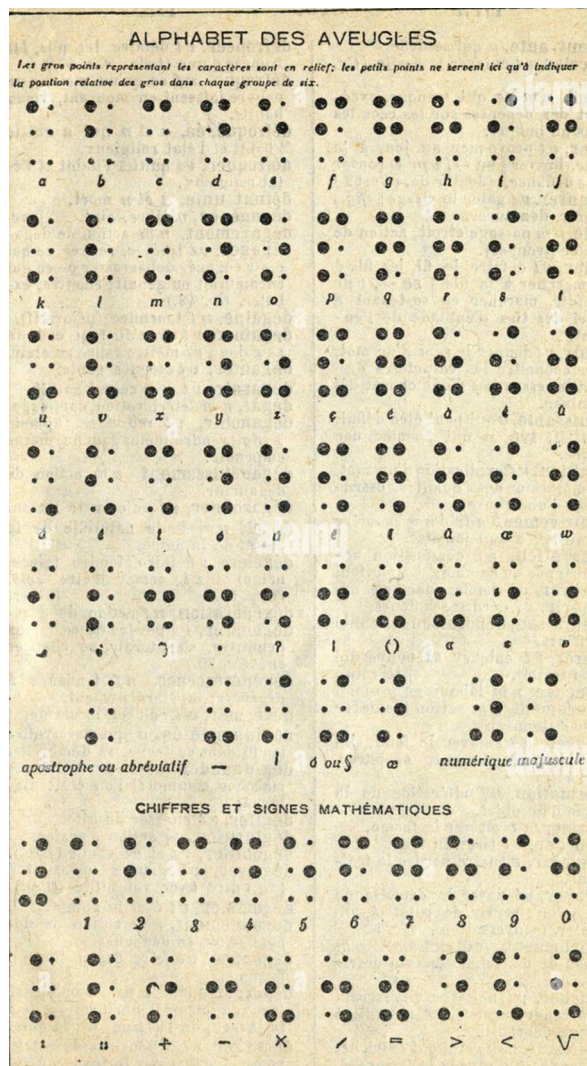 ALPHABET DES AVEUGLES
Les gros points représentant les caractères sont en relief; les petits points ne servent ici qu'à indiquer
la position relative des gros dans chaque groupe de six.
a b c d e f g h i j
k l m n o p q r s t
u v x y z ç é à è ù
â ê î ô û ë ï ü œ w
, ; : . ? ! () « * »
apostrophe ou abréviatif — í ó ou § æ numérique majuscule
CHIFFRES ET SIGNES MATHÉMATIQUES
1 2 3 4 5 6 7 8 9 0
: :: + — × / = > < √
alamy